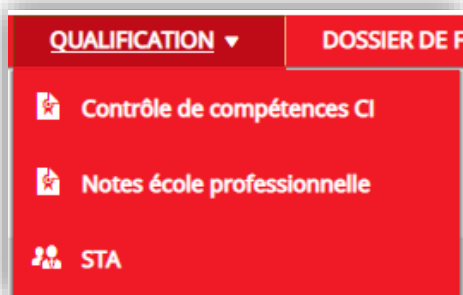 QUALIFICATION ▼ DOSSIER DE F
Contrôle de compétences CI
Notes école professionnelle
STA